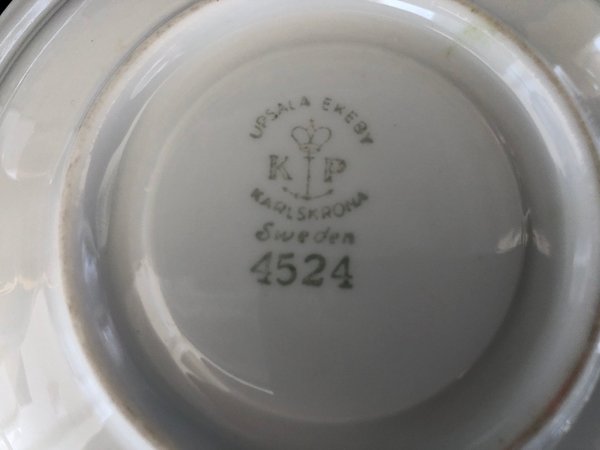 UPSALA EKEBY
K P
KARLSKRONA
Sweden
4524